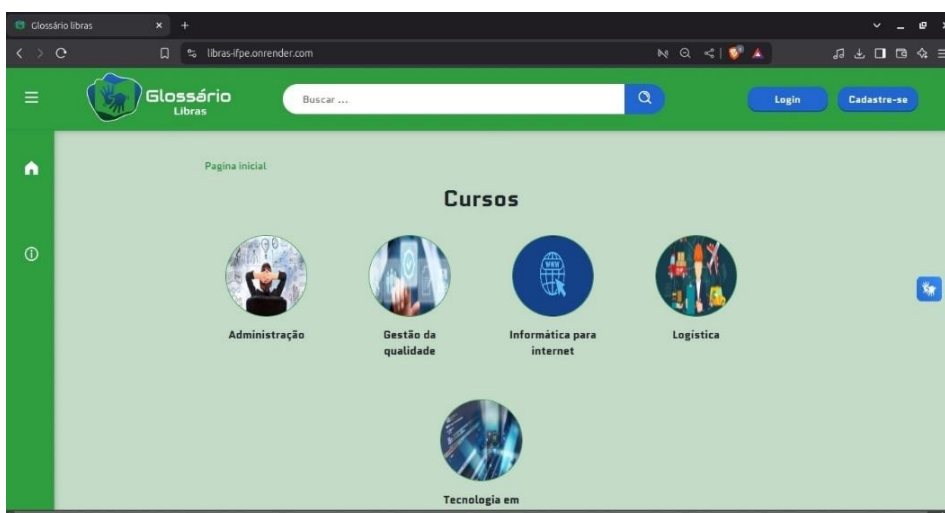 Glossário libras
libras-ifpe.onrender.com
Glossário
Libras
Buscar ...
Login
Cadastre-se
Pagina inicial
Cursos
WWW
Administração
Gestão da
qualidade
Informática para
internet
Logística
Tecnologia em